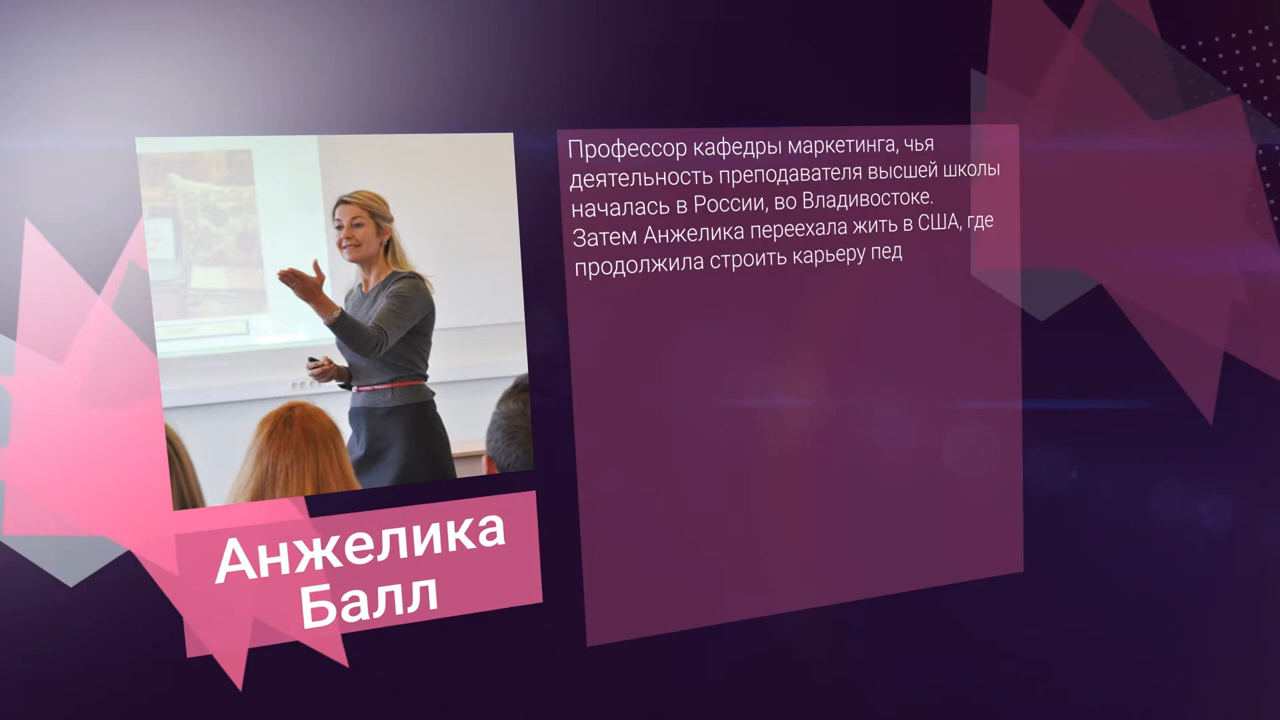 Профессор кафедры маркетинга, чья
деятельность преподавателя высшей школы
началась в России, во Владивостоке.
Затем Анжелика переехала жить в США, где
продолжила строить карьеру пед
Анжелика
Балл